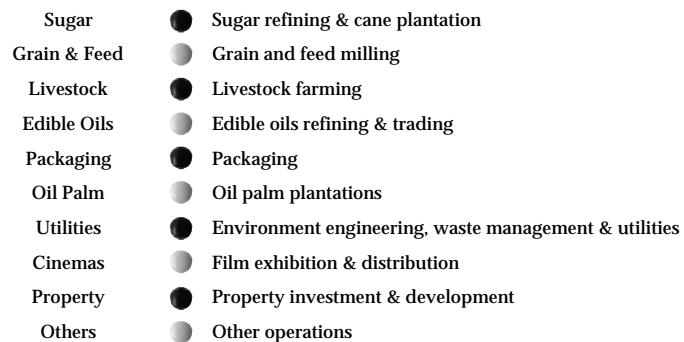 Sugar Sugar refining & cane plantation
Grain & Feed Grain and feed milling
Livestock Livestock farming
Edible Oils Edible oils refining & trading
Packaging Packaging
Oil Palm Oil palm plantations
Utilities Environment engineering, waste management & utilities
Cinemas Film exhibition & distribution
Property Property investment & development
Others Other operations